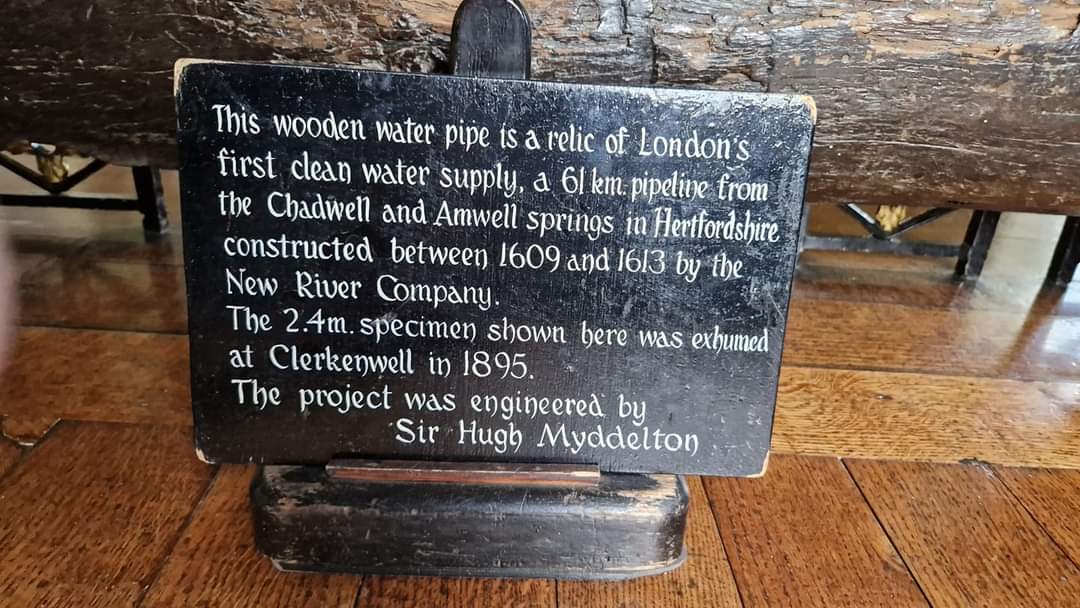 This wooden water pipe is a relic of London's
first clean water supply, a 61 km. pipeline from
the Chadwell and Amwell springs in Hertfordshire
constructed between 1609 and 1613 by the
New River Company.
The 2.4m. specimen shown here was exhumed
at Clerkenwell in 1895.
The project was engineered by
Sir Hugh Myddelton